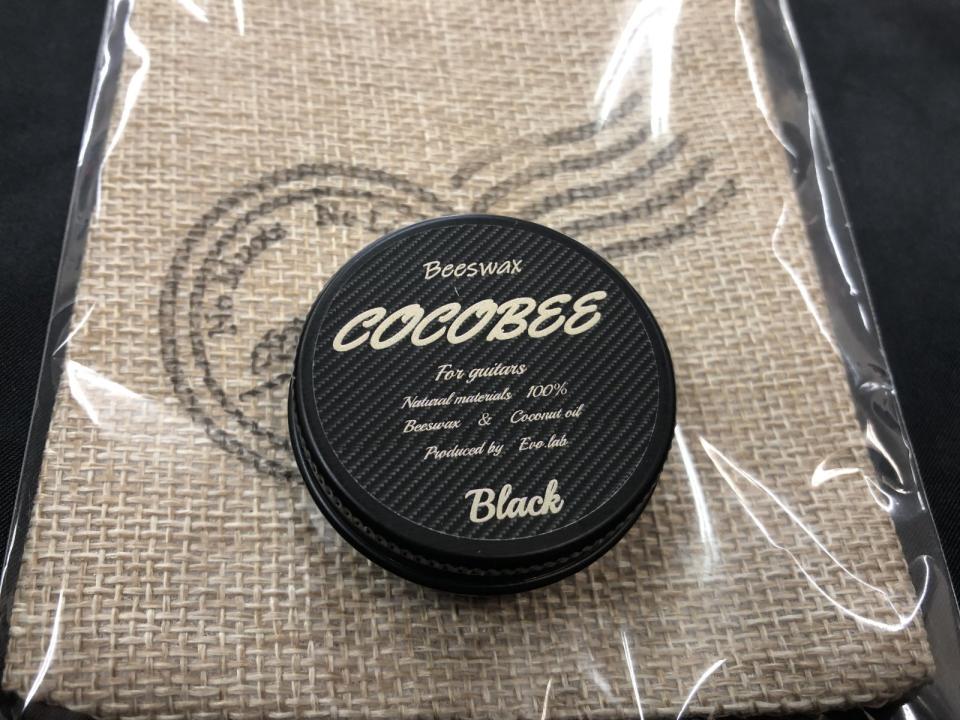 Beeswax
COCOBEE
For guitars
Natural materials 100%
Beeswax & Coconut oil
Produced by Evo.lab
Black